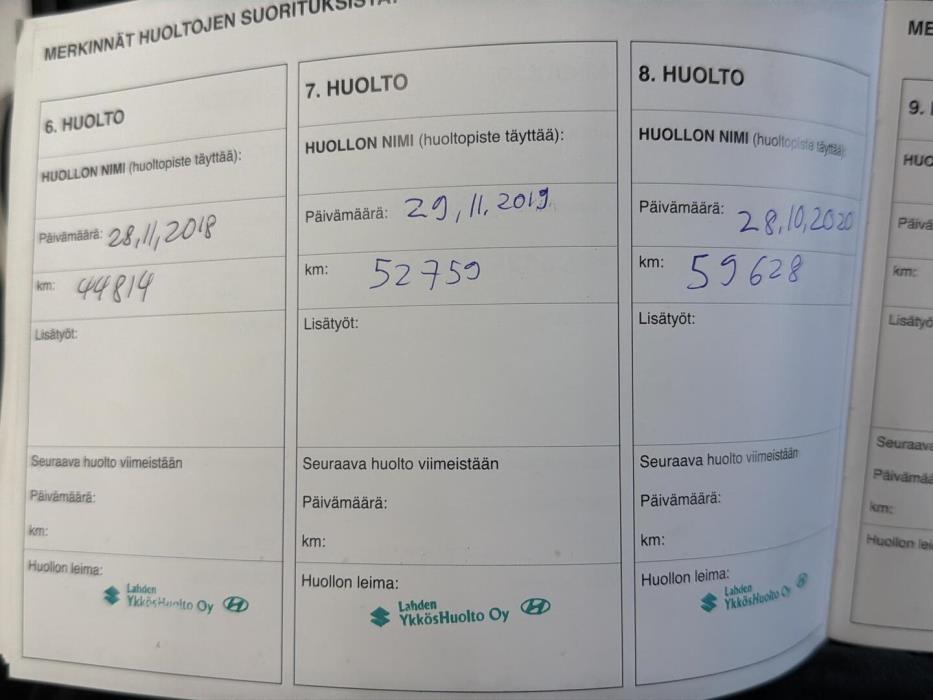 MERKINNÄT HUOLTOJEN SUORITUKSISTA:
6. HUOLTO
HUOLLON NIMI (huoltopiste täyttää):
Päivämäärä: 28,11,2018
km: 44814
Lisätyöt:
Seuraava huolto viimeistään
Päivämäärä:
km:
Huollon leima:
Lahden
YkkösHuolto Oy
7. HUOLTO
HUOLLON NIMI (huoltopiste täyttää):
Päivämäärä: 29,11,2019
km: 52759
Lisätyöt:
Seuraava huolto viimeistään
Päivämäärä:
km:
Huollon leima:
Lahden
YkkösHuolto Oy
8. HUOLTO
HUOLLON NIMI (huoltopiste täyttää):
Päivämäärä: 28,10,2020
km: 59628
Lisätyöt:
Seuraava huolto viimeistään
Päivämäärä:
km:
Huollon leima:
Lahden
YkkösHuolto Oy
ME
9.
HUO
Päivä
km:
Lisätyö
Seuraava
Päivämää
km:
Huollon lei